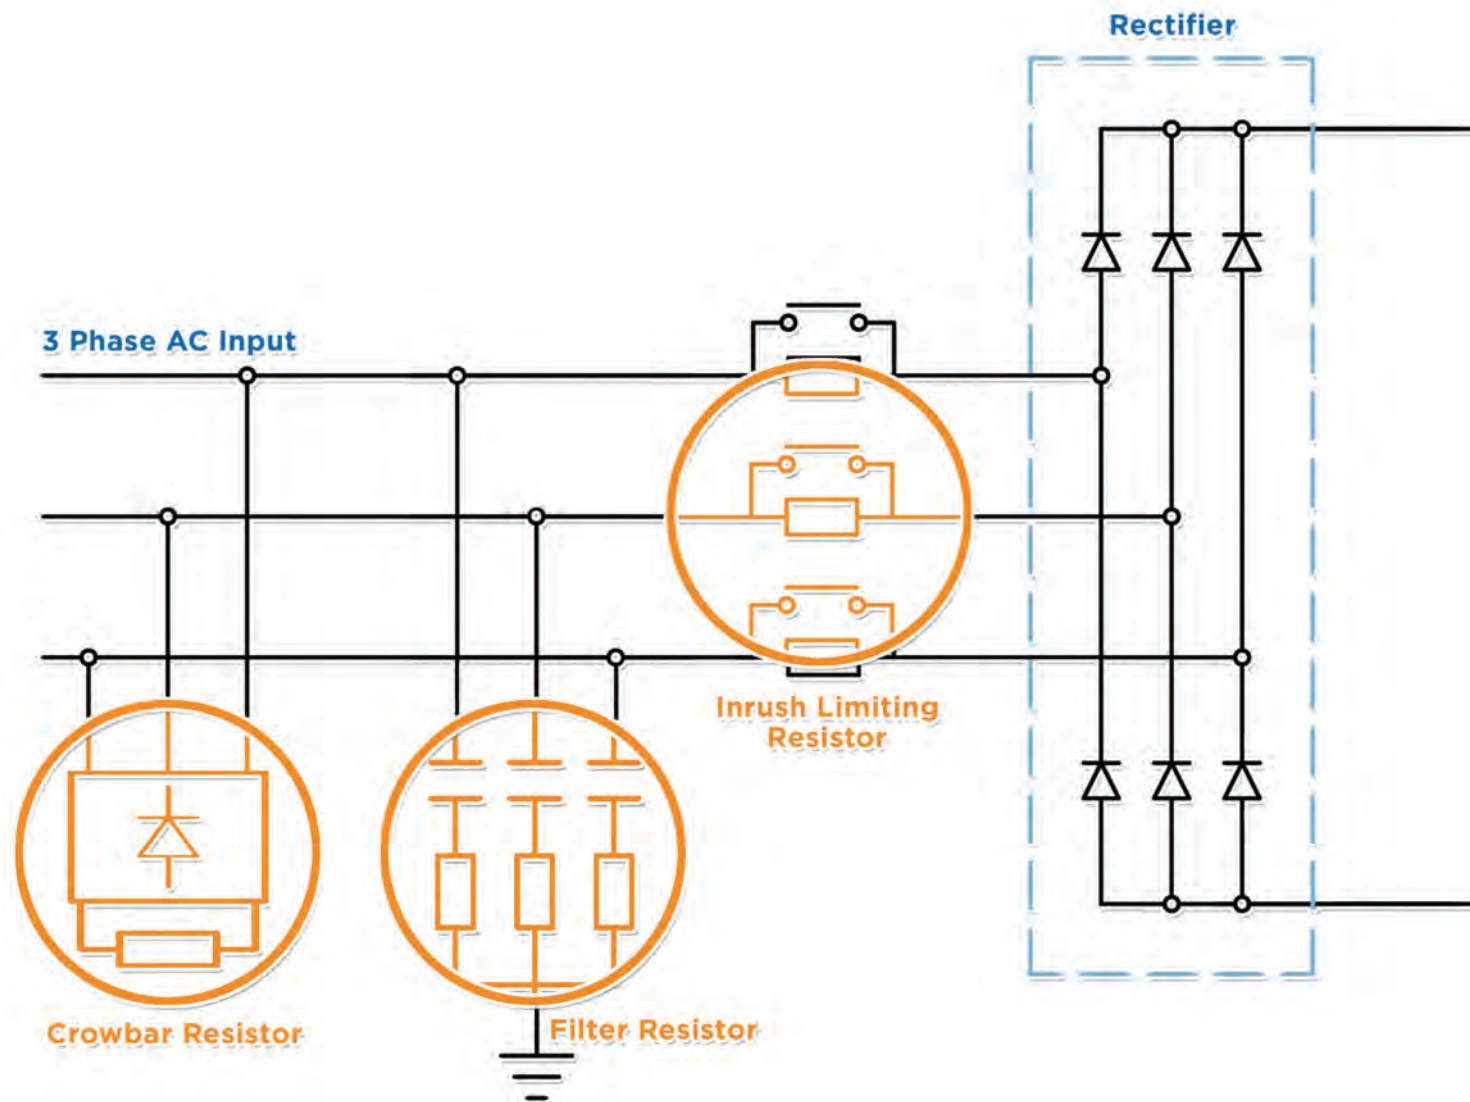 Rectifier
3 Phase AC Input
Inrush Limiting
Resistor
Crowbar Resistor
Filter Resistor